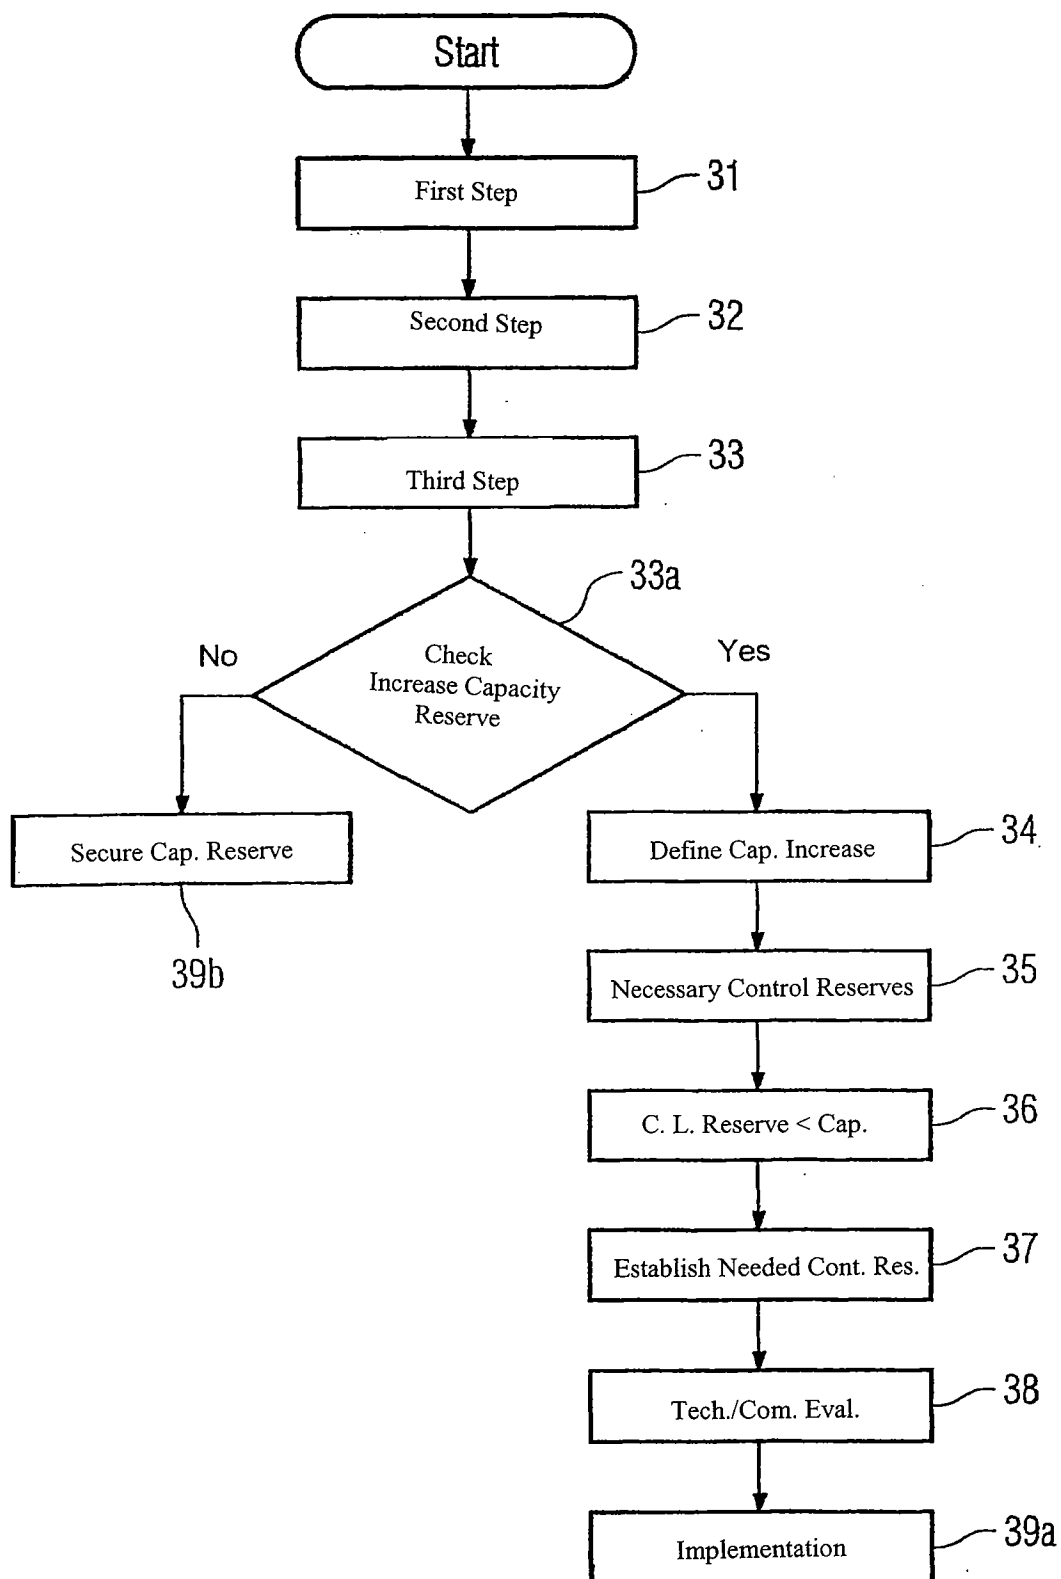 Start
First Step
31
Second Step
32
Third Step
33
33a
No
Check
Increase Capacity
Reserve
Yes
Secure Cap. Reserve
39b
Define Cap. Increase
34
Necessary Control Reserves
35
C. L. Reserve < Cap.
36
Establish Needed Cont. Res.
37
Tech./Com. Eval.
38
Implementation
39a